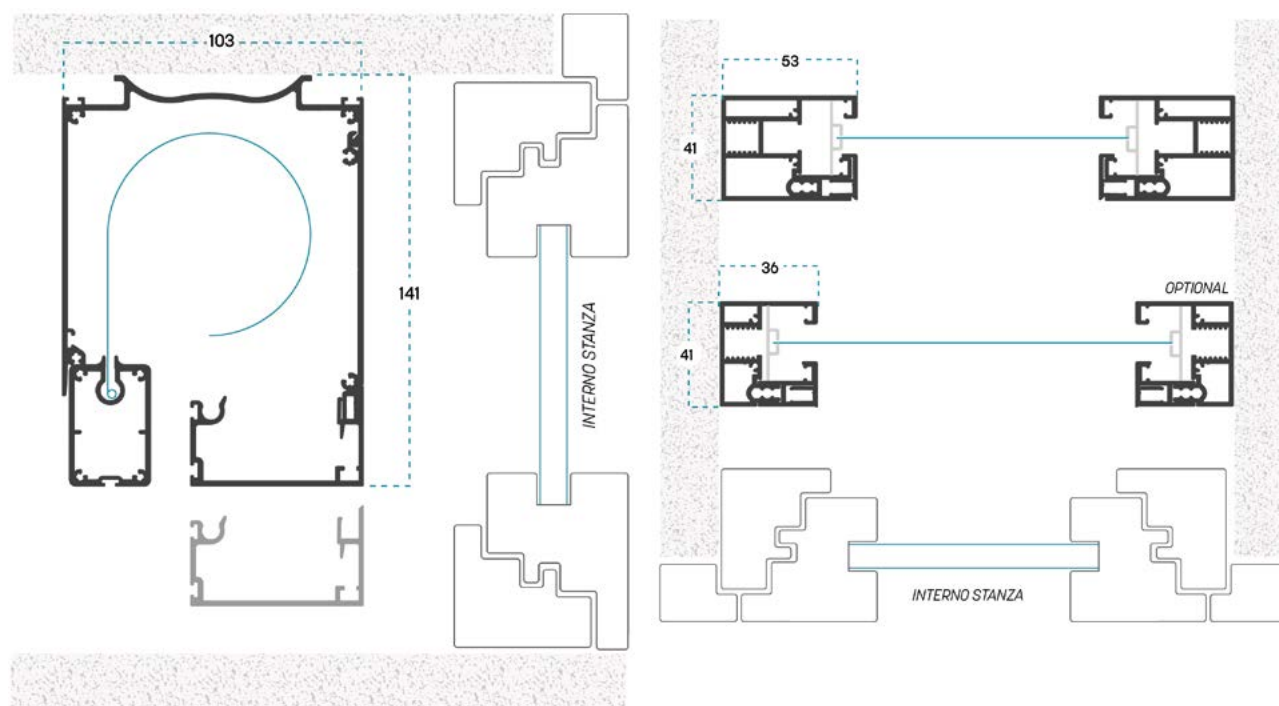 103
141
INTERNO STANZA
53
41
36
OPTIONAL
41
INTERNO STANZA